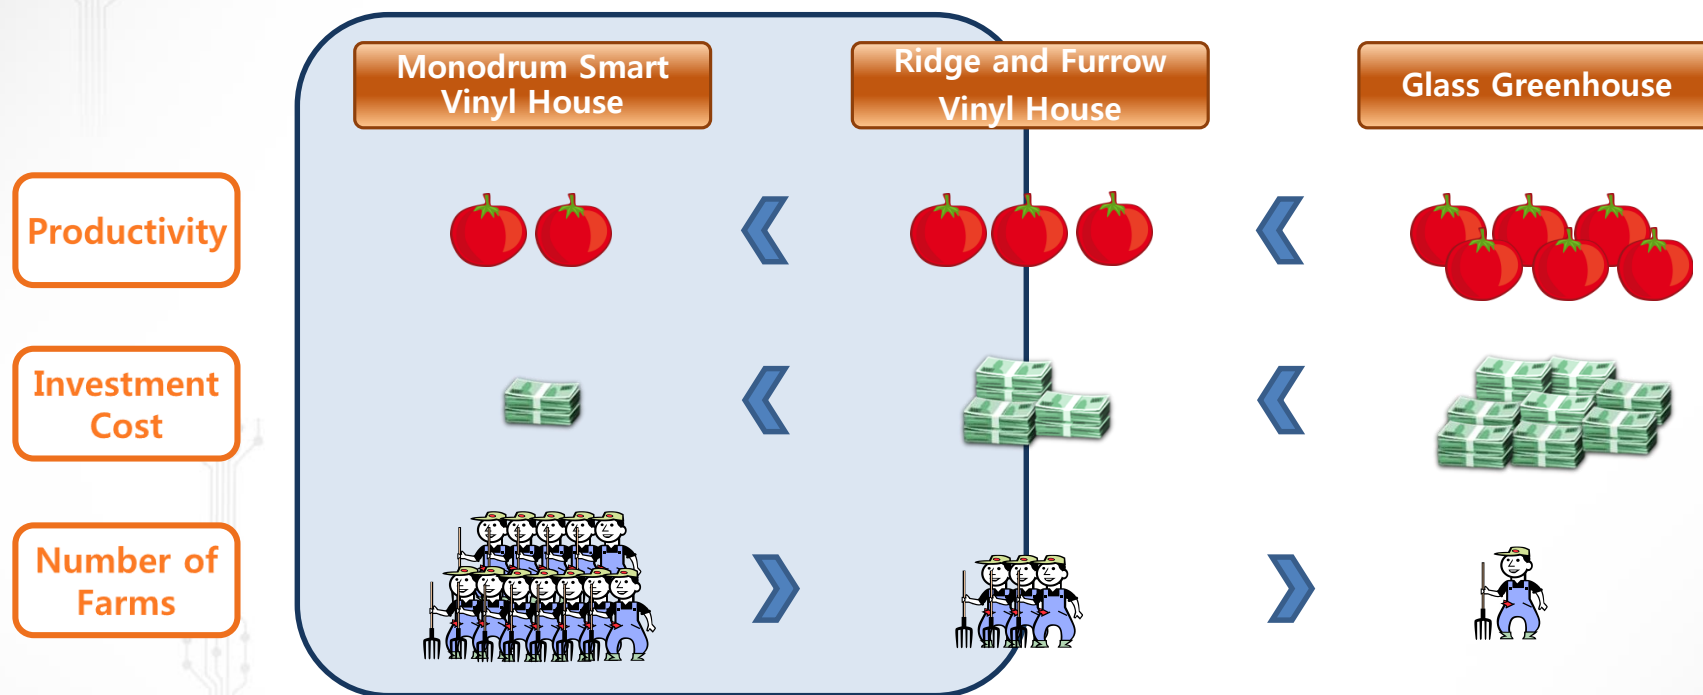 Monodrum Smart
Vinyl House
Ridge and Furrow
Vinyl House
Glass Greenhouse
Productivity
Investment
Cost
Number of
Farms